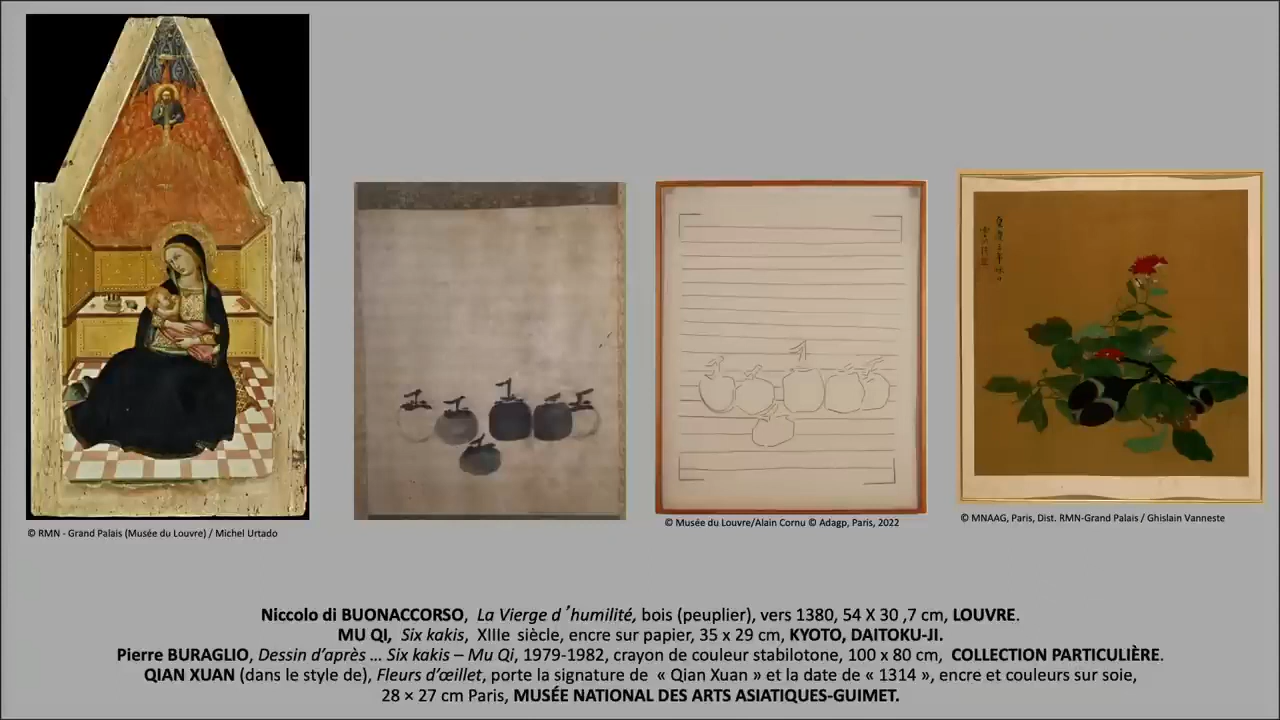 © RMN - Grand Palais (Musée du Louvre) / Michel Urtado
© Musée du Louvre/Alain Cornu © Adagp, Paris, 2022
© MNAAG, Paris, Dist. RMN-Grand Palais / Ghislain Vanneste
Niccolo di BUONACCORSO, La Vierge d ’humilité, bois (peuplier), vers 1380, 54 X 30 ,7 cm, LOUVRE.
MU QI, Six kakis, XIIIe siècle, encre sur papier, 35 x 29 cm, KYOTO, DAITOKU-JI.
Pierre BURAGLIO, Dessin d’après … Six kakis – Mu Qi, 1979-1982, crayon de couleur stabilotone, 100 x 80 cm, COLLECTION PARTICULIÈRE.
QIAN XUAN (dans le style de), Fleurs d’œillet, porte la signature de « Qian Xuan » et la date de « 1314 », encre et couleurs sur soie,
28 × 27 cm Paris, MUSÉE NATIONAL DES ARTS ASIATIQUES-GUIMET.